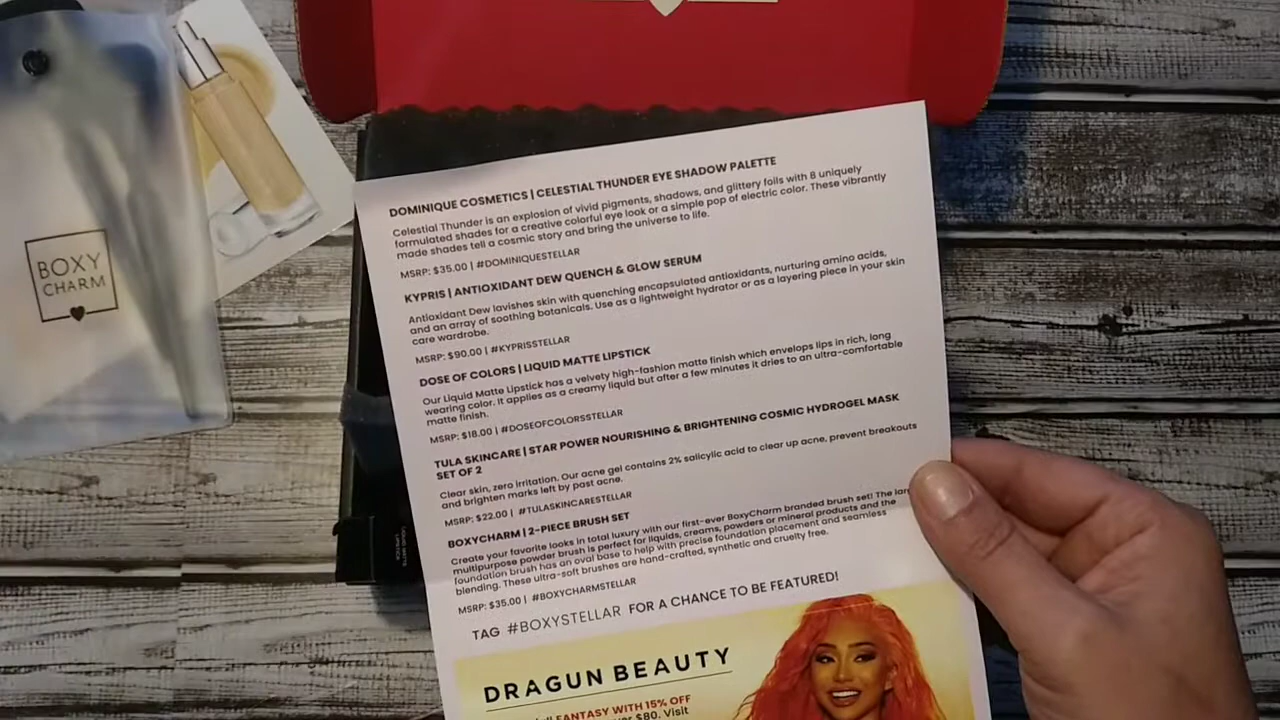 BOXY
CHARM
DOMINIQUE COSMETICS | CELESTIAL THUNDER EYE SHADOW PALETTE
Celestial Thunder is an explosion of vivid pigments, shadows, and glittery foils with 8 uniquely
formulated shades for a creative colorful eye look or a simple pop of electric color. These vibrantly
made shades tell a cosmic story and bring the universe to life.
MSRP: $35.00 | #DOMINIQUESTELLAR
KYPRIS | ANTIOXIDANT DEW QUENCH & GLOW SERUM
Antioxidant Dew lavishes skin with quenching encapsulated antioxidants, nurturing amino acids,
and an array of soothing botanicals. Use as a lightweight hydrator or as a layering piece in your skin
care wardrobe.
MSRP: $90.00 | #KYPRISSTELLAR
DOSE OF COLORS | LIQUID MATTE LIPSTICK
Our Liquid Matte Lipstick has a velvety high-fashion matte finish which envelops lips in rich, long
wearing color. It applies as a creamy liquid but after a few minutes it dries to an ultra-comfortable
matte finish.
MSRP: $18.00 | #DOSEOFCOLORSSTELLAR
TULA SKINCARE | STAR POWER NOURISHING & BRIGHTENING COSMIC HYDROGEL MASK
SET OF 2
Clear skin, zero irritation. Our acne gel contains 2% salicylic acid to clear up acne, prevent breakouts
and brighten marks left by past acne.
MSRP: $22.00 | #TULASKINCARESTELLAR
BOXYCHARM | 2-PIECE BRUSH SET
Create your favorite looks in total luxury with our first-ever BoxyCharm branded brush set! The
multipurpose powder brush is perfect for liquids, creams, powders or mineral products and the
foundation brush has an oval base to help with precise foundation placement and seamless
blending. These ultra-soft brushes are hand-crafted, synthetic and cruelty free.
MSRP: $35.00 | #BOXYCHARMSTELLAR
TAG #BOXYSTELLAR FOR A CHANCE TO BE FEATURED!
DRAGUN BEAUTY
FANTASY WITH 15% OFF
$80. Visit
LIQUID MATTE
LIPSTICK